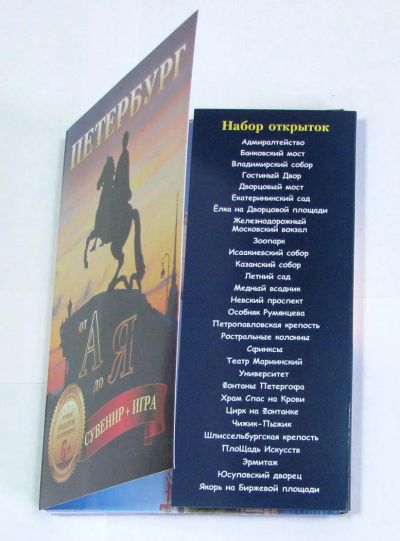 ПЕТЕРБУРГ
от
А
до
Я
СУВЕНИР + ИГРА
6+
Набор открыток
Адмиралтейство
Банковский мост
Владимирский собор
Гостиный Двор
Дворцовый мост
Екатерининский сад
Ёлка на Дворцовой площади
Железнодорожный
Московский вокзал
Зоопарк
Исаакиевский собор
Казанский собор
Летний сад
Медный всадник
Невский проспект
Особняк Румянцева
Петропавловская крепость
Ростральные колонны
Сфинксы
Театр Мариинский
Университет
Фонтаны Петергофа
Храм Спас на Крови
Цирк на Фонтанке
Чижик-Пыжик
Шлиссельбургская крепость
ПлоЩадь Искусств
Эрмитаж
Юсуповский дворец
Якорь на Биржевой площади